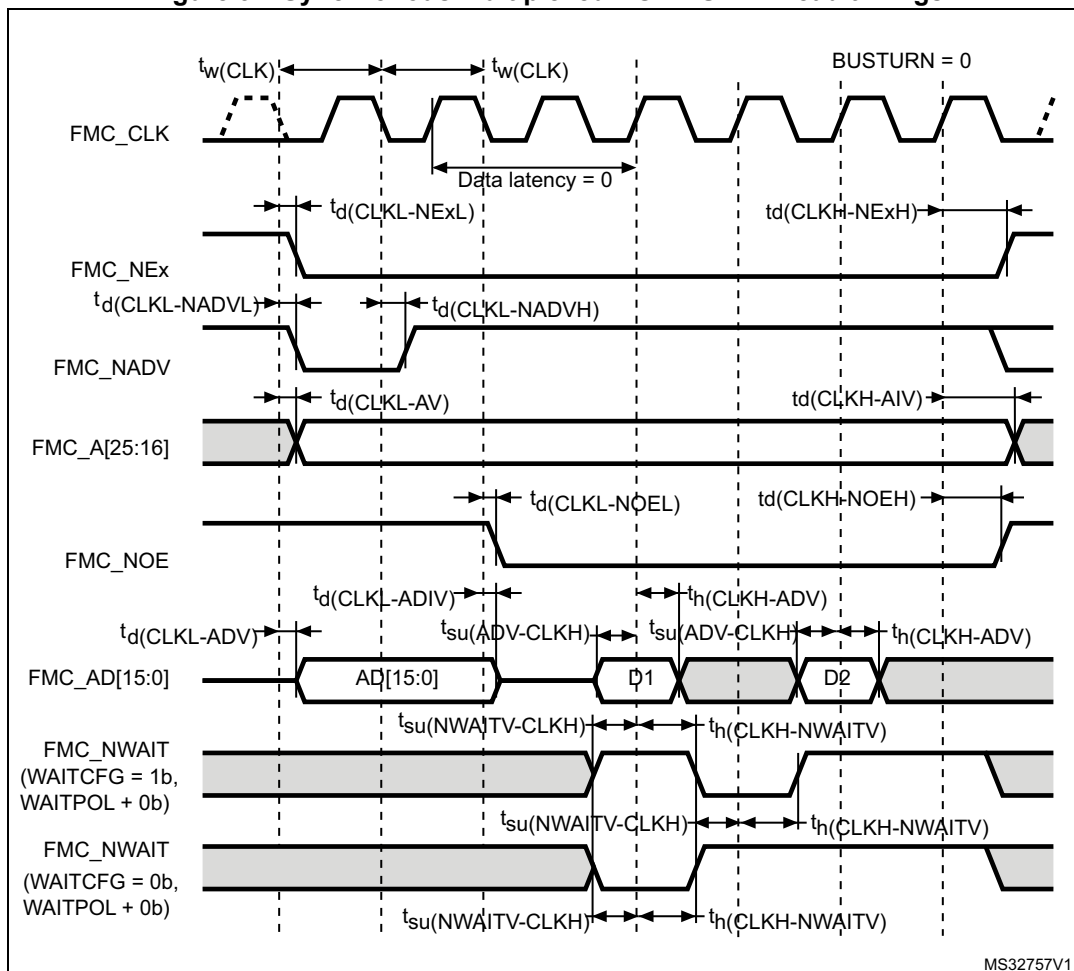 BUSTURN = 0
tw(CLK) tw(CLK)
FMC_CLK
Data latency = 0
td(CLKL-NExL) td(CLKH-NExH)
FMC_NEx
td(CLKL-NADVL) td(CLKL-NADVH)
FMC_NADV
td(CLKL-AV) td(CLKH-AIV)
FMC_A[25:16]
td(CLKL-NOEL) td(CLKH-NOEH)
FMC_NOE
td(CLKL-ADIV) th(CLKH-ADV)
td(CLKL-ADV) tsu(ADV-CLKH) tsu(ADV-CLKH) th(CLKH-ADV)
FMC_AD[15:0] AD[15:0] D1 D2
tsu(NWAITV-CLKH) th(CLKH-NWAITV)
FMC_NWAIT
(WAITCFG = 1b,
WAITPOL + 0b)
tsu(NWAITV-CLKH) th(CLKH-NWAITV)
FMC_NWAIT
(WAITCFG = 0b,
WAITPOL + 0b)
tsu(NWAITV-CLKH) th(CLKH-NWAITV)
MS32757V1